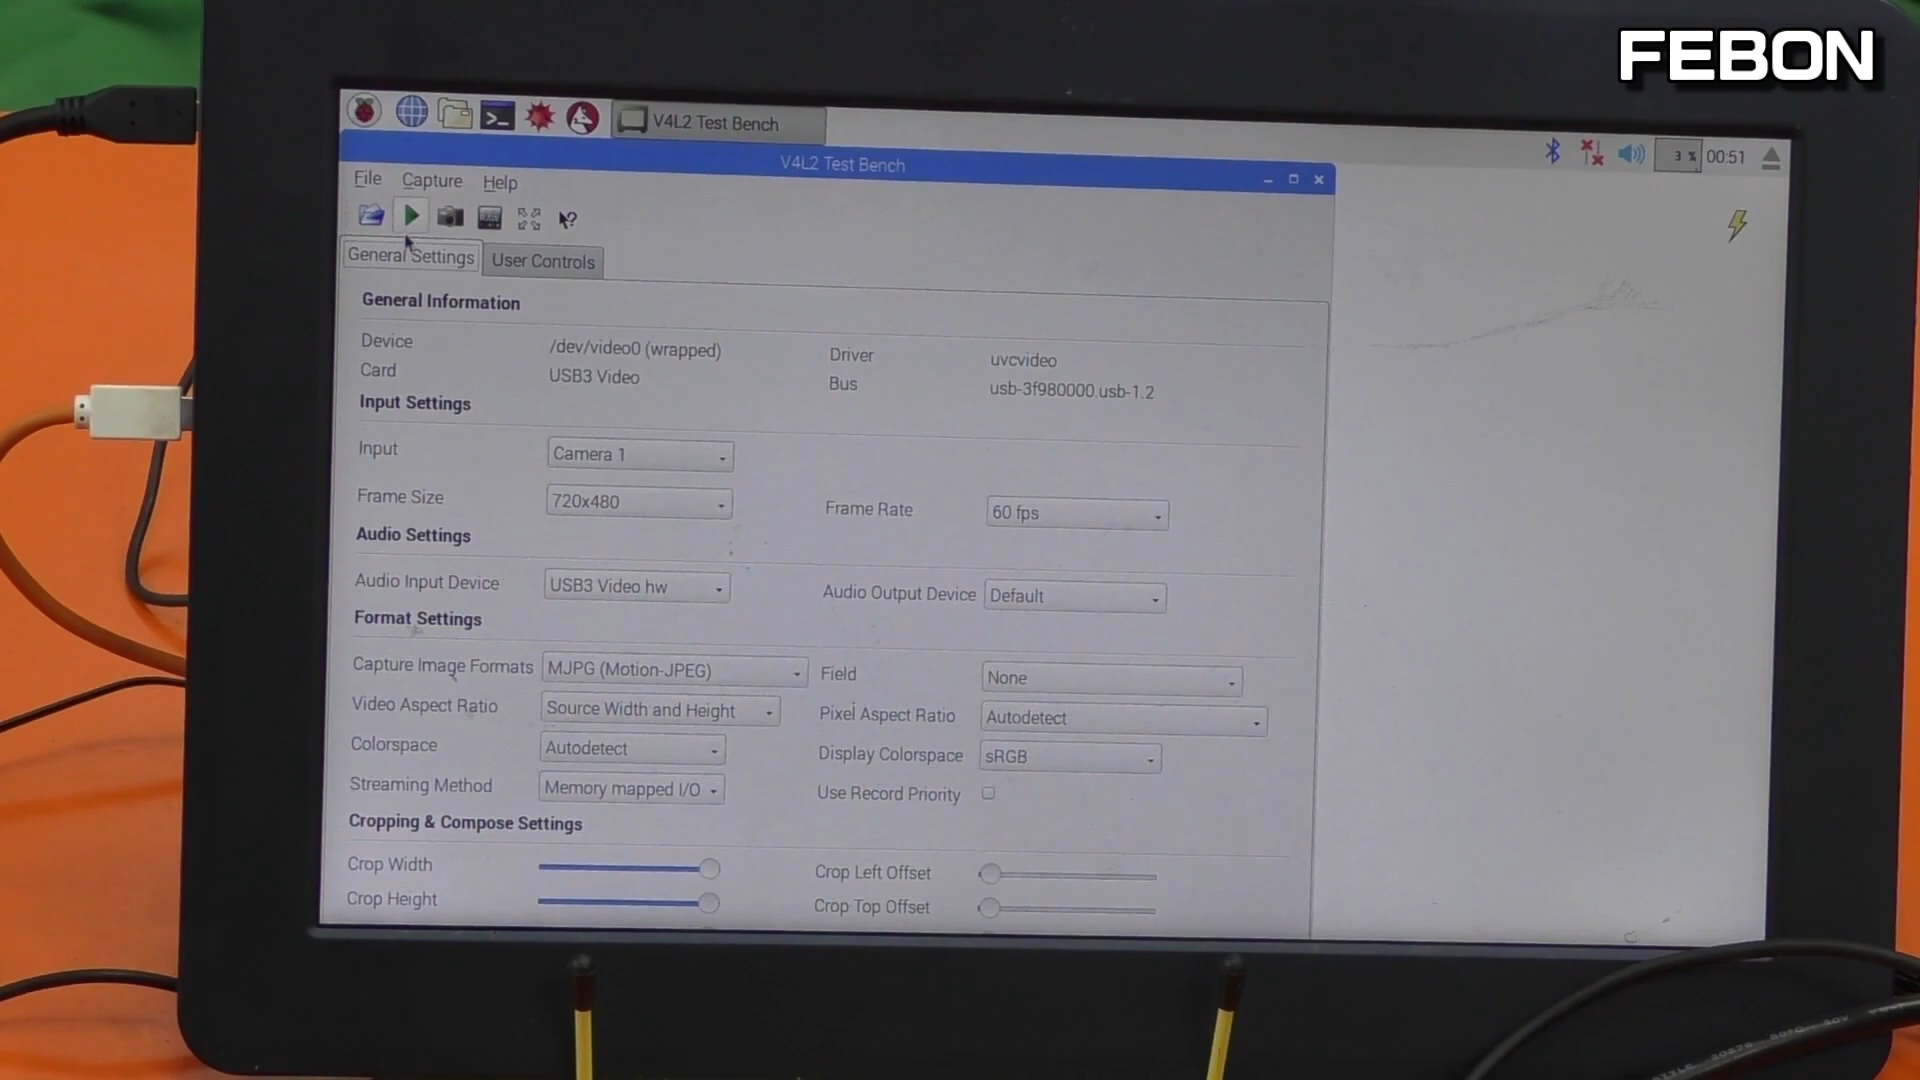 FEBON
V4L2 Test Bench
3 %
00:51
V4L2 Test Bench
File Capture Help
General Settings User Controls
General Information
Device /dev/video0 (wrapped) Driver uvcvideo
Card USB3 Video Bus usb-3f980000.usb-1.2
Input Settings
Input Camera 1
Frame Size 720x480 Frame Rate 60 fps
Audio Settings
Audio Input Device USB3 Video hw Audio Output Device Default
Format Settings
Capture Image Formats MJPG (Motion-JPEG) Field None
Video Aspect Ratio Source Width and Height Pixel Aspect Ratio Autodetect
Colorspace Autodetect Display Colorspace sRGB
Streaming Method Memory mapped I/O Use Record Priority
Cropping & Compose Settings
Crop Width Crop Left Offset
Crop Height Crop Top Offset